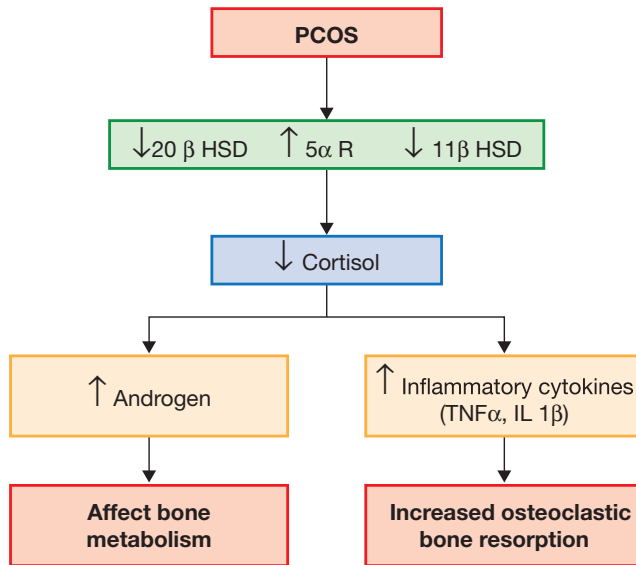 PCOS
↓20 β HSD ↑ 5α R ↓ 11β HSD
↓ Cortisol
↑ Androgen
↑ Inflammatory cytokines
(TNFα, IL 1β)
Affect bone
metabolism
Increased osteoclastic
bone resorption